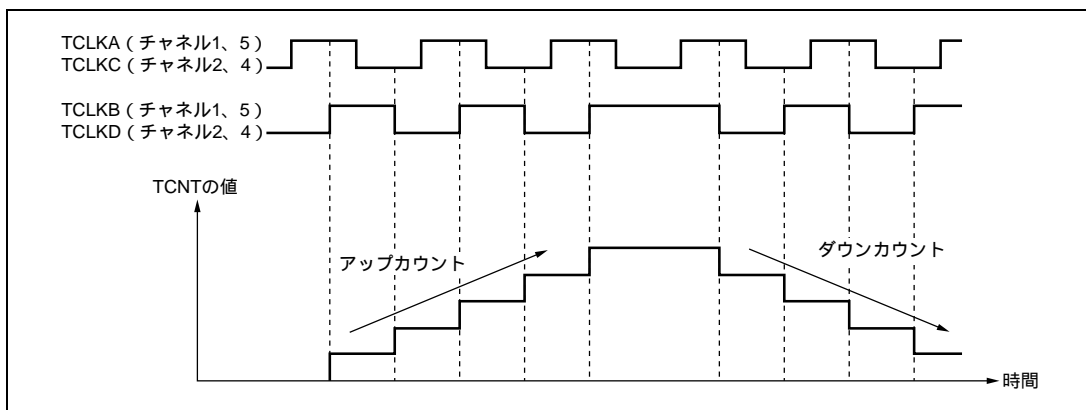 TCLKA（チャネル1、5）
TCLKC（チャネル2、4）
TCLKB（チャネル1、5）
TCLKD（チャネル2、4）
TCNTの値
アップカウント
ダウンカウント
時間